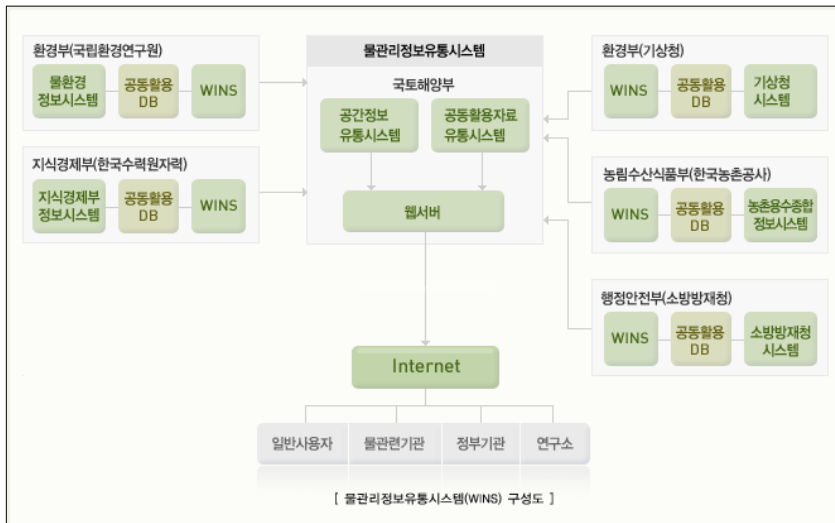 환경부(국립환경연구원)
물환경
정보시스템
공동활용
DB
WINS
지식경제부(한국수력원자력)
지식경제부
정보시스템
공동활용
DB
WINS
물관리정보유통시스템
국토해양부
공간정보
유통시스템
공동활용자료
유통시스템
웹서버
환경부(기상청)
WINS
공동활용
DB
기상청
시스템
농림수산식품부(한국농촌공사)
WINS
공동활용
DB
농촌용수종합
정보시스템
행정안전부(소방방재청)
WINS
공동활용
DB
소방방재청
시스템
Internet
일반사용자
물관련기관
정부기관
연구소
[ 물관리정보유통시스템(WINS) 구성도 ]